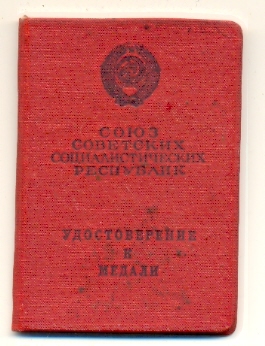 СОЮЗ
СОВЕТСКИХ
СОЦИАЛИСТИЧЕСКИХ
РЕСПУБЛИК
УДОСТОВЕРЕНИЕ
К
МЕДАЛИ